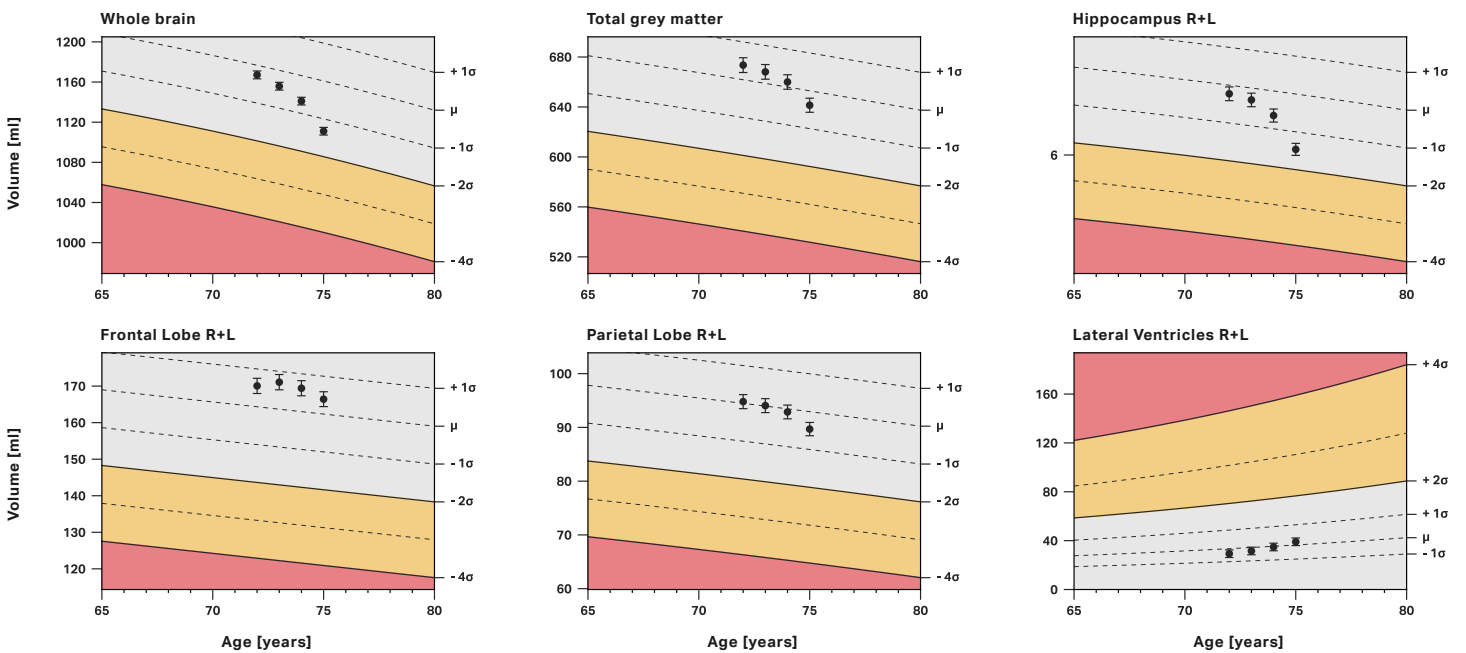 Whole brain
Volume [ml]
1200
1160
1120
1080
1040
1000
65
70
75
80
+ 1σ
μ
- 1σ
- 2σ
- 4σ
Total grey matter
680
640
600
560
520
65
70
75
80
+ 1σ
μ
- 1σ
- 2σ
- 4σ
Hippocampus R+L
6
65
70
75
80
+ 1σ
μ
- 1σ
- 2σ
- 4σ
Frontal Lobe R+L
Volume [ml]
170
160
150
140
130
120
65
70
75
80
+ 1σ
μ
- 1σ
- 2σ
- 4σ
Age [years]
Parietal Lobe R+L
100
90
80
70
60
65
70
75
80
+ 1σ
μ
- 1σ
- 2σ
- 4σ
Age [years]
Lateral Ventricles R+L
160
120
80
40
0
65
70
75
80
+ 4σ
+ 2σ
+ 1σ
μ
- 1σ
Age [years]